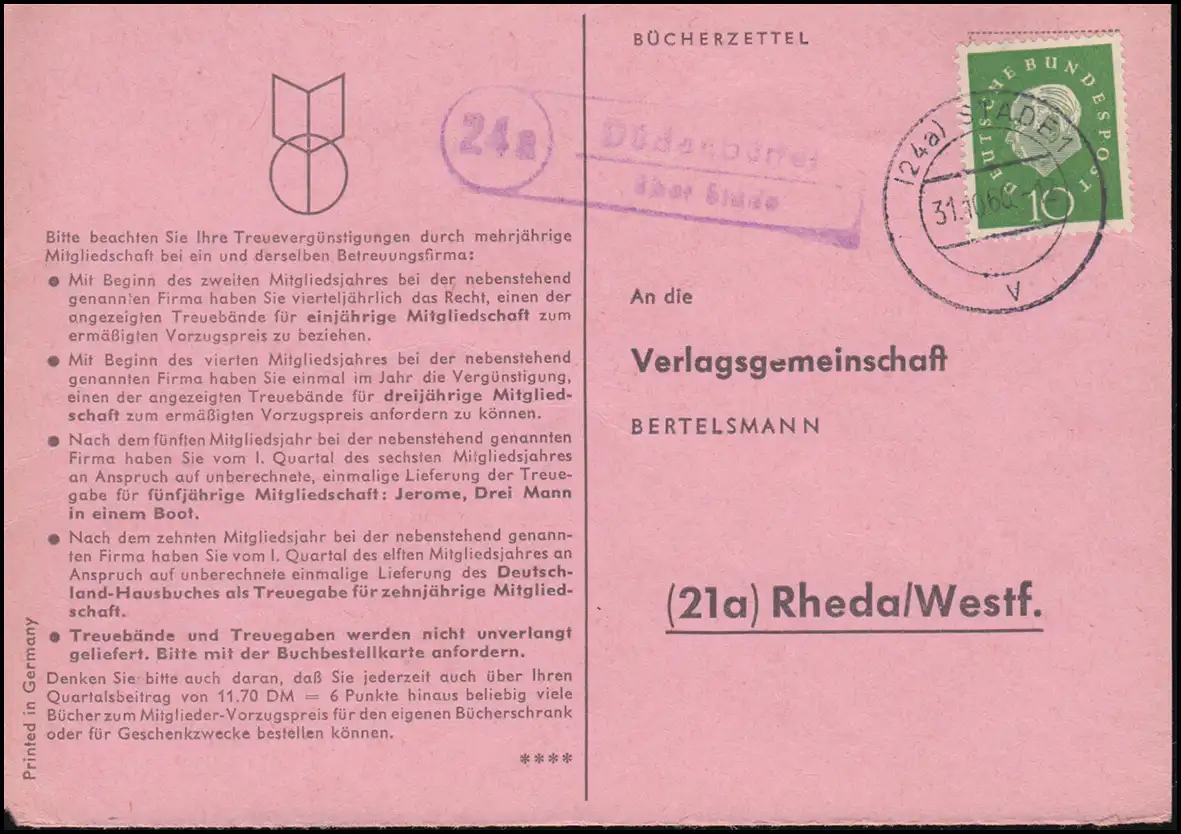 BÜCHERZETTEL
DEUTSCHE BUNDESPOST
10
(24a) STADE 1
31.10.60.-1-
V
24a
Düdenbüttel
über Stade
Bitte beachten Sie Ihre Treuevergünstigungen durch mehrjährige
Mitgliedschaft bei ein und derselben Betreuungsfirma:
● Mit Beginn des zweiten Mitgliedsjahres bei der nebenstehend
genannten Firma haben Sie vierteljährlich das Recht, einen der
angezeigten Treuebände für einjährige Mitgliedschaft zum
ermäßigten Vorzugspreis zu beziehen.
● Mit Beginn des vierten Mitgliedsjahres bei der nebenstehend
genannten Firma haben Sie einmal im Jahr die Vergünstigung,
einen der angezeigten Treuebände für dreijährige Mitglied-
schaft zum ermäßigten Vorzugspreis anfordern zu können.
● Nach dem fünften Mitgliedsjahr bei der nebenstehend genannten
Firma haben Sie vom I. Quartal des sechsten Mitgliedsjahres
an Anspruch auf unberechnete, einmalige Lieferung der Treue-
gabe für fünfjährige Mitgliedschaft: Jerome, Drei Mann
in einem Boot.
● Nach dem zehnten Mitgliedsjahr bei der nebenstehend genann-
ten Firma haben Sie vom I. Quartal des elften Mitgliedsjahres an
Anspruch auf unberechnete einmalige Lieferung des Deutsch-
land-Hausbuches als Treuegabe für zehnjährige Mitglied-
schaft.
● Treuebände und Treuegaben werden nicht unverlangt
geliefert. Bitte mit der Buchbestellkarte anfordern.
Denken Sie bitte auch daran, daß Sie jederzeit auch über Ihren
Quartalsbeitrag von 11.70 DM = 6 Punkte hinaus beliebig viele
Bücher zum Mitglieder-Vorzugspreis für den eigenen Bücherschrank
oder für Geschenkzwecke bestellen können.
****
Printed in Germany
An die
Verlagsgemeinschaft
BERTELSMANN
(21a) Rheda/Westf.